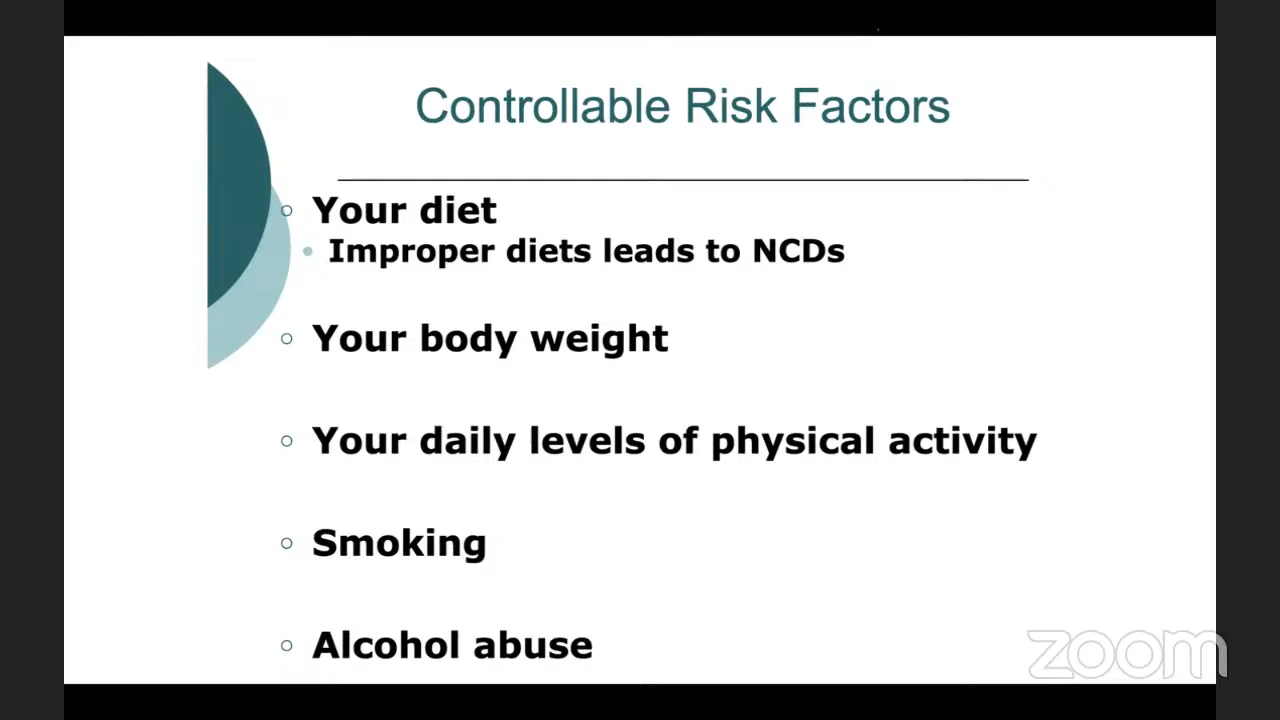 Controllable Risk Factors
Your diet
Improper diets leads to NCDs
Your body weight
Your daily levels of physical activity
Smoking
Alcohol abuse
zoom